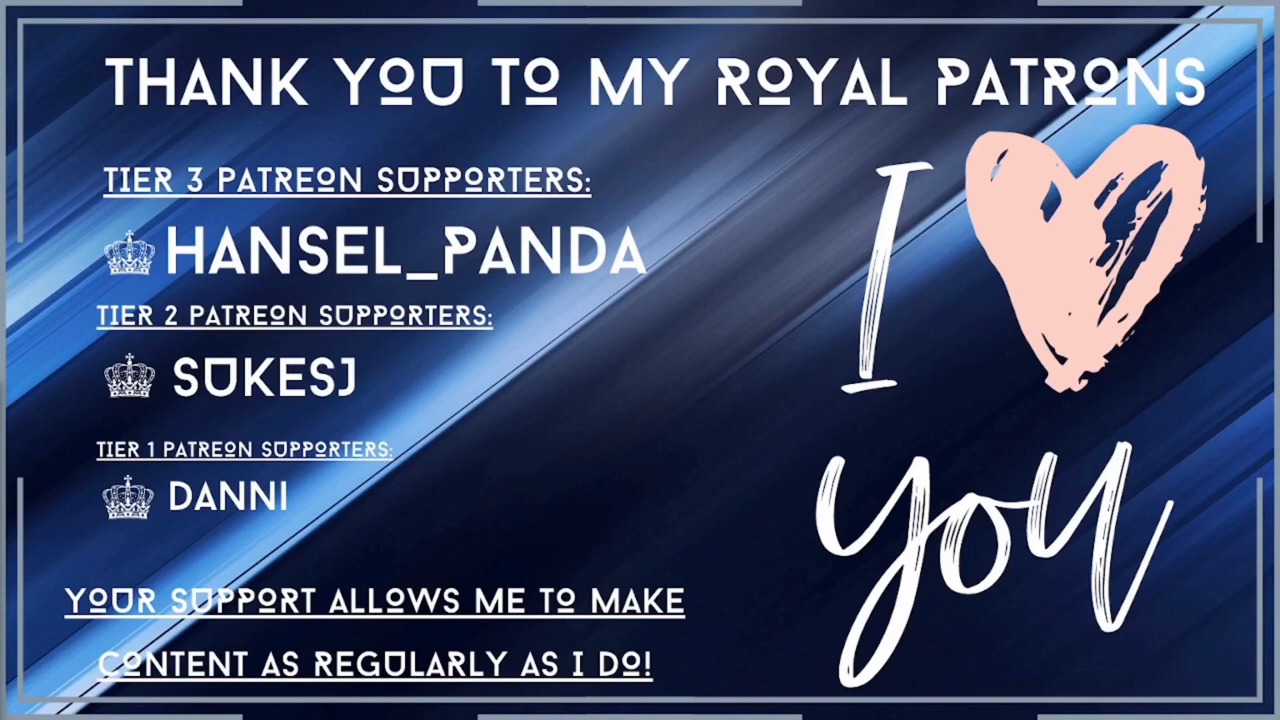 THANK YOU TO MY ROYAL PATRONS
TIER 3 PATREON SUPPORTERS:
HANSEL_PANDA
TIER 2 PATREON SUPPORTERS:
SUKESJ
TIER 1 PATREON SUPPORTERS:
DANNI
YOUR SUPPORT ALLOWS ME TO MAKE
CONTENT AS REGULARLY AS I DO!
I
you